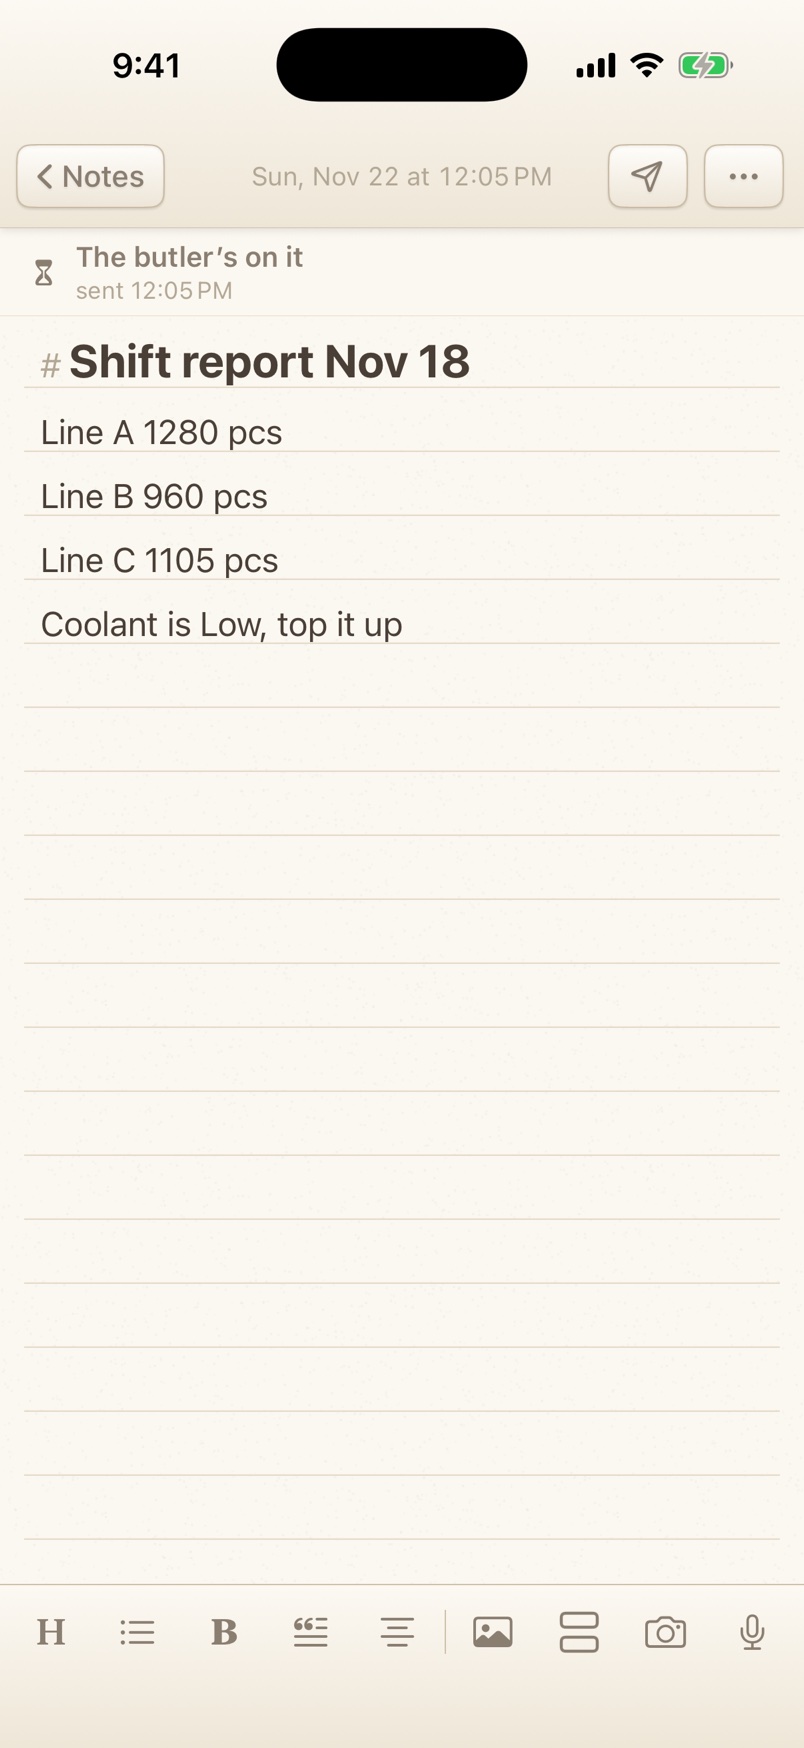 9:41
Notes
Sun, Nov 22 at 12:05 PM
The butler’s on it
sent 12:05 PM
# Shift report Nov 18
Line A 1280 pcs
Line B 960 pcs
Line C 1105 pcs
Coolant is Low, top it up
H B